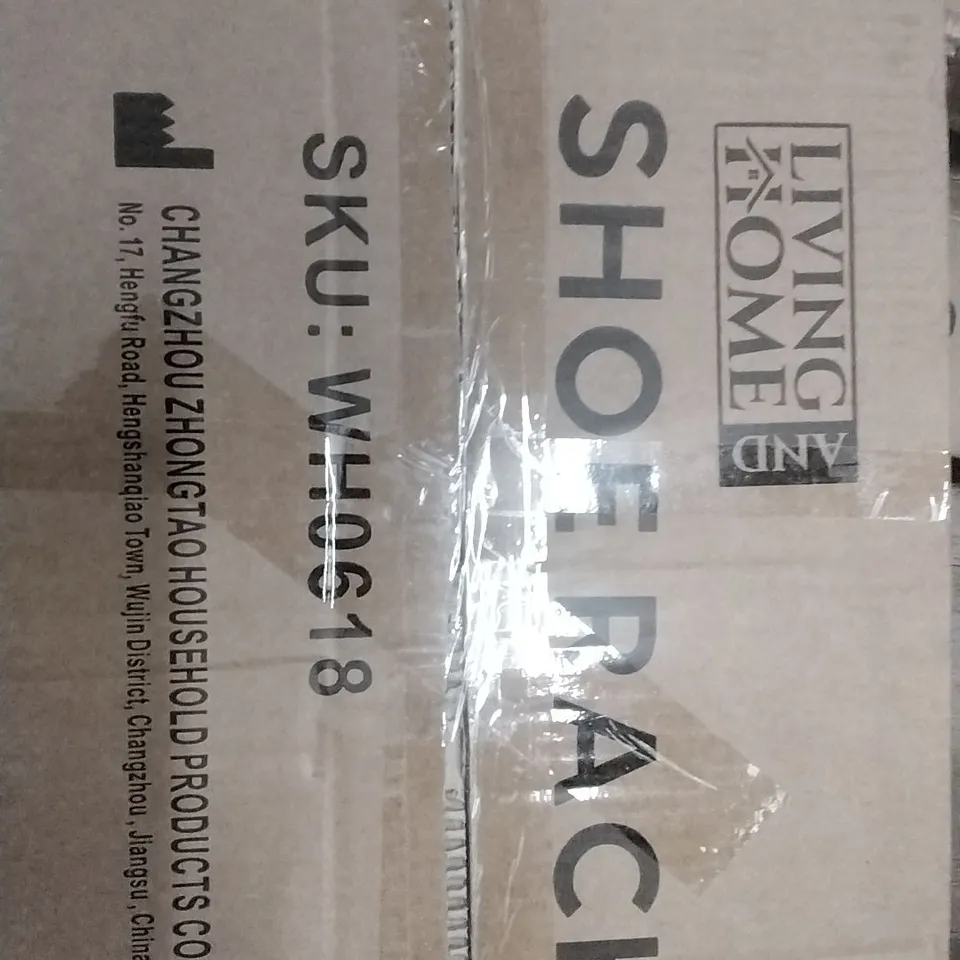 LIVING
HOME
AND
SHOE RAC
SKU: WH0618
CHANGZHOU ZHONGTAO HOUSEHOLD PRODUCTS CO
No. 17, Hengfu Road, Hengshanqiao Town, Wujin District, Changzhou , Jiangsu , China